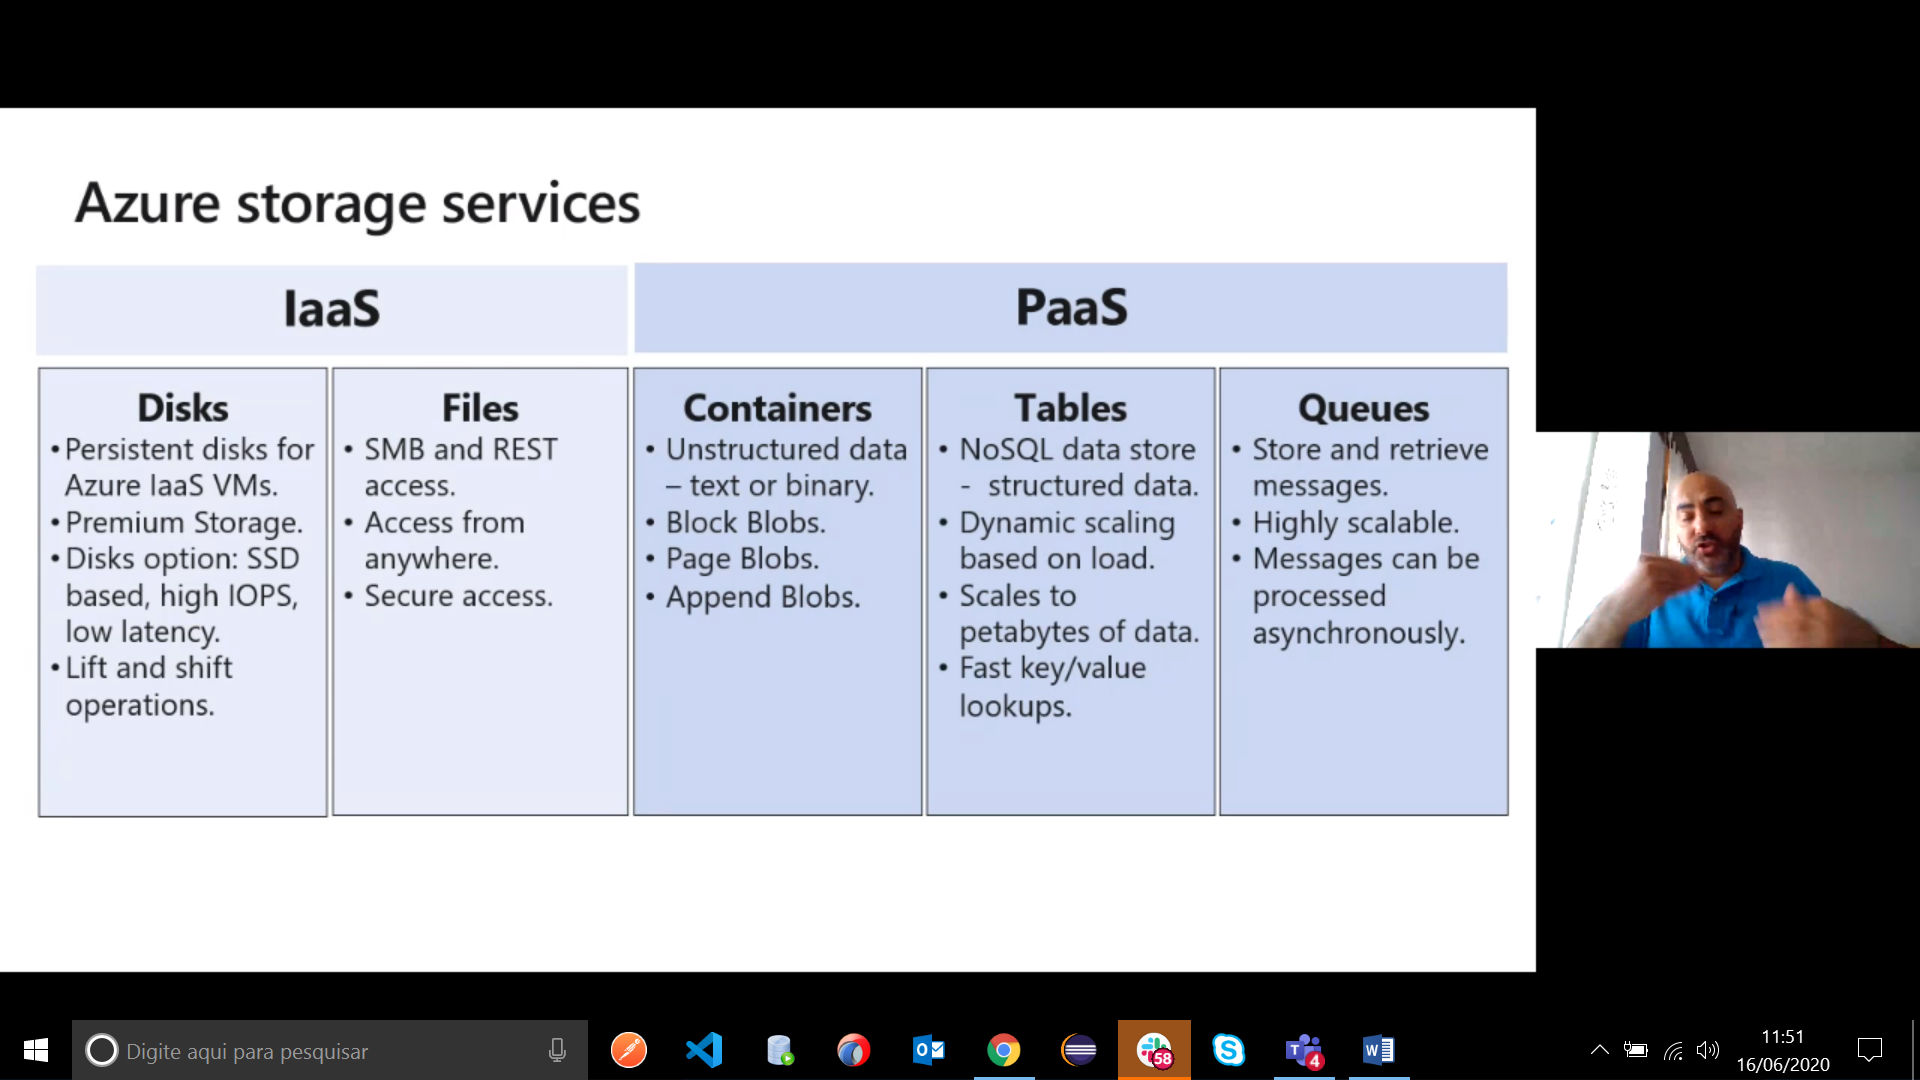 Azure storage services
IaaS
PaaS
Disks
•Persistent disks for
Azure IaaS VMs.
•Premium Storage.
•Disks option: SSD
based, high IOPS,
low latency.
•Lift and shift
operations.
Files
• SMB and REST
access.
• Access from
anywhere.
• Secure access.
Containers
• Unstructured data
– text or binary.
• Block Blobs.
• Page Blobs.
• Append Blobs.
Tables
• NoSQL data store
- structured data.
• Dynamic scaling
based on load.
• Scales to
petabytes of data.
• Fast key/value
lookups.
Queues
• Store and retrieve
messages.
• Highly scalable.
• Messages can be
processed
asynchronously.
Digite aqui para pesquisar
58
4
11:51
16/06/2020